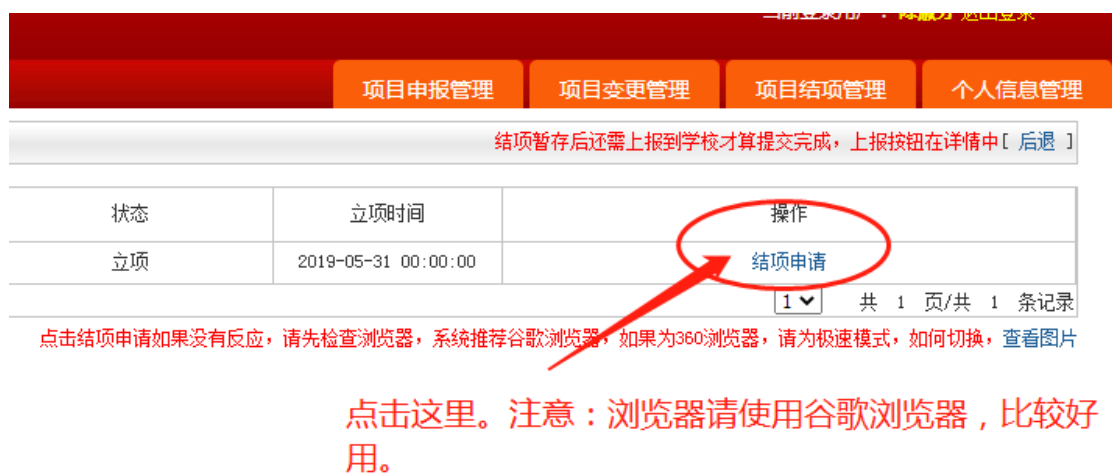 项目申报管理 项目变更管理 项目结项管理 个人信息管理
结项暂存后还需上报到学校才算提交完成，上报按钮在详情中[ 后退 ]
状态 立项时间 操作
立项 2019-05-31 00:00:00 结项申请
1 共 1 页/共 1 条记录
点击结项申请如果没有反应，请先检查浏览器，系统推荐谷歌浏览器，如果为360浏览器，请为极速模式，如何切换，查看图片
点击这里。注意：浏览器请使用谷歌浏览器，比较好
用。